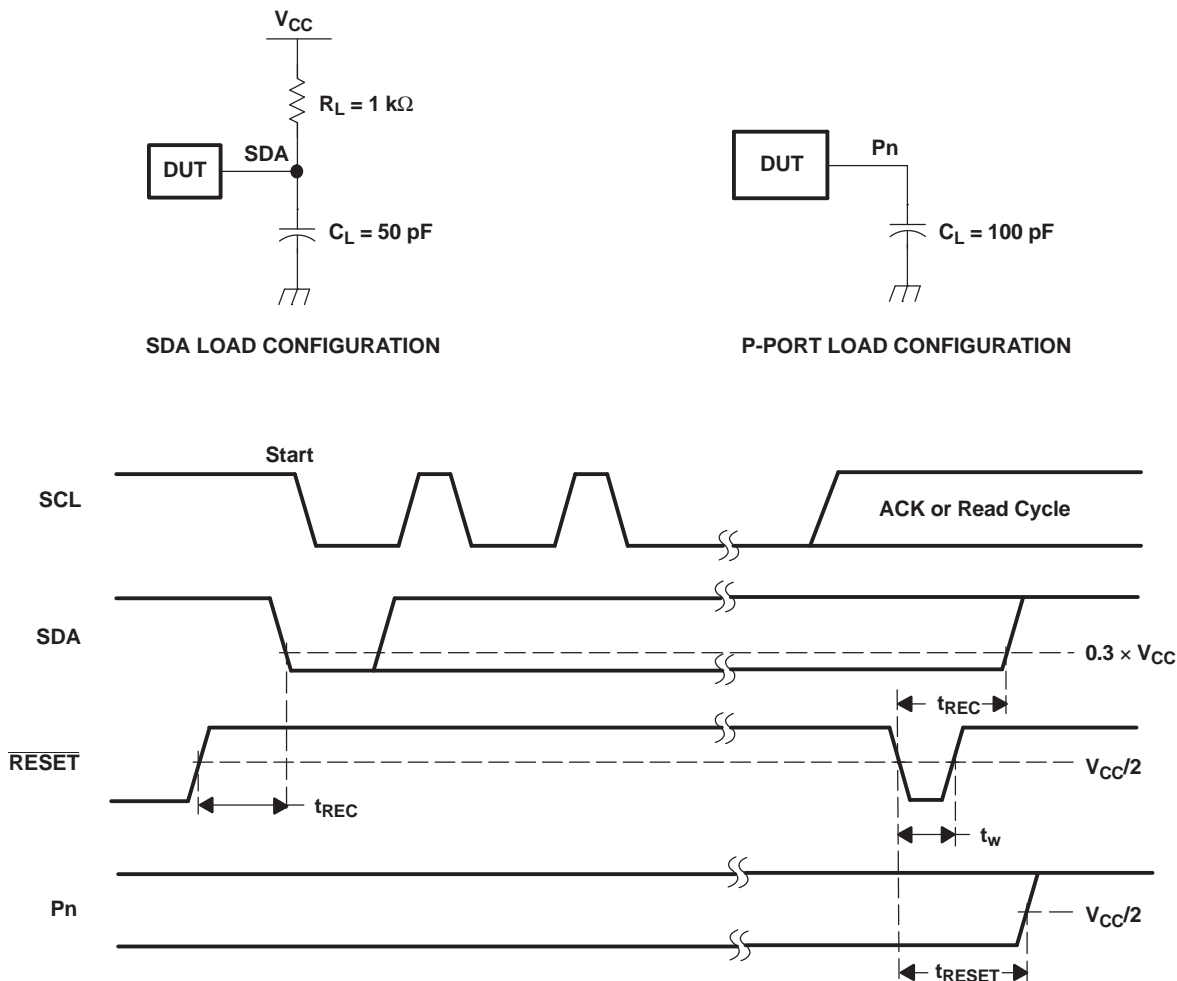 VCC
RL = 1 kΩ
DUT
SDA
CL = 50 pF
SDA LOAD CONFIGURATION
DUT
Pn
CL = 100 pF
P-PORT LOAD CONFIGURATION
Start
SCL
ACK or Read Cycle
SDA
0.3 × VCC
tREC
RESET
VCC/2
tREC
tw
Pn
VCC/2
tRESET